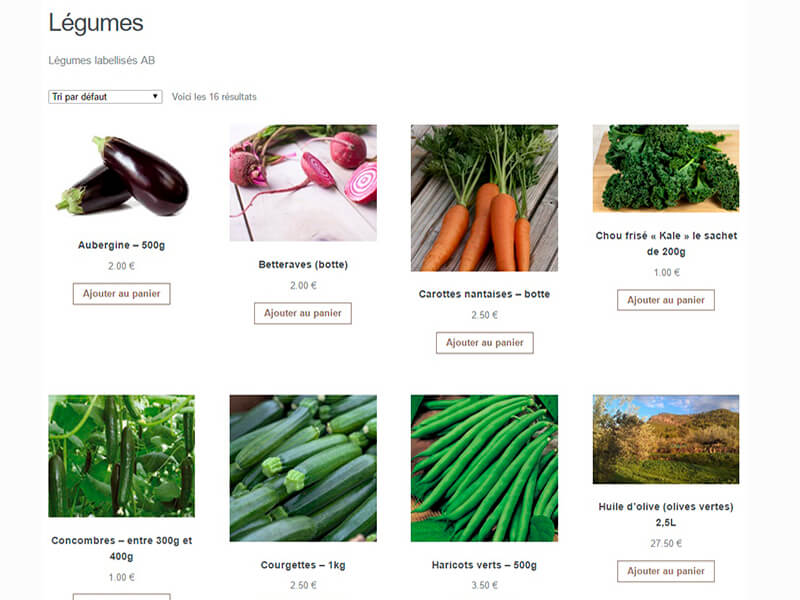 Légumes
Légumes labellisés AB
Tri par défaut
Voici les 16 résultats
Aubergine – 500g
2.00 €
Ajouter au panier
Betteraves (botte)
2.00 €
Ajouter au panier
Carottes nantaises – botte
2.50 €
Ajouter au panier
Chou frisé « Kale » le sachet
de 200g
1.00 €
Ajouter au panier
Concombres – entre 300g et
400g
1.00 €
Courgettes – 1kg
2.50 €
Haricots verts – 500g
3.50 €
Huile d'olive (olives vertes)
2,5L
27.50 €
Ajouter au panier